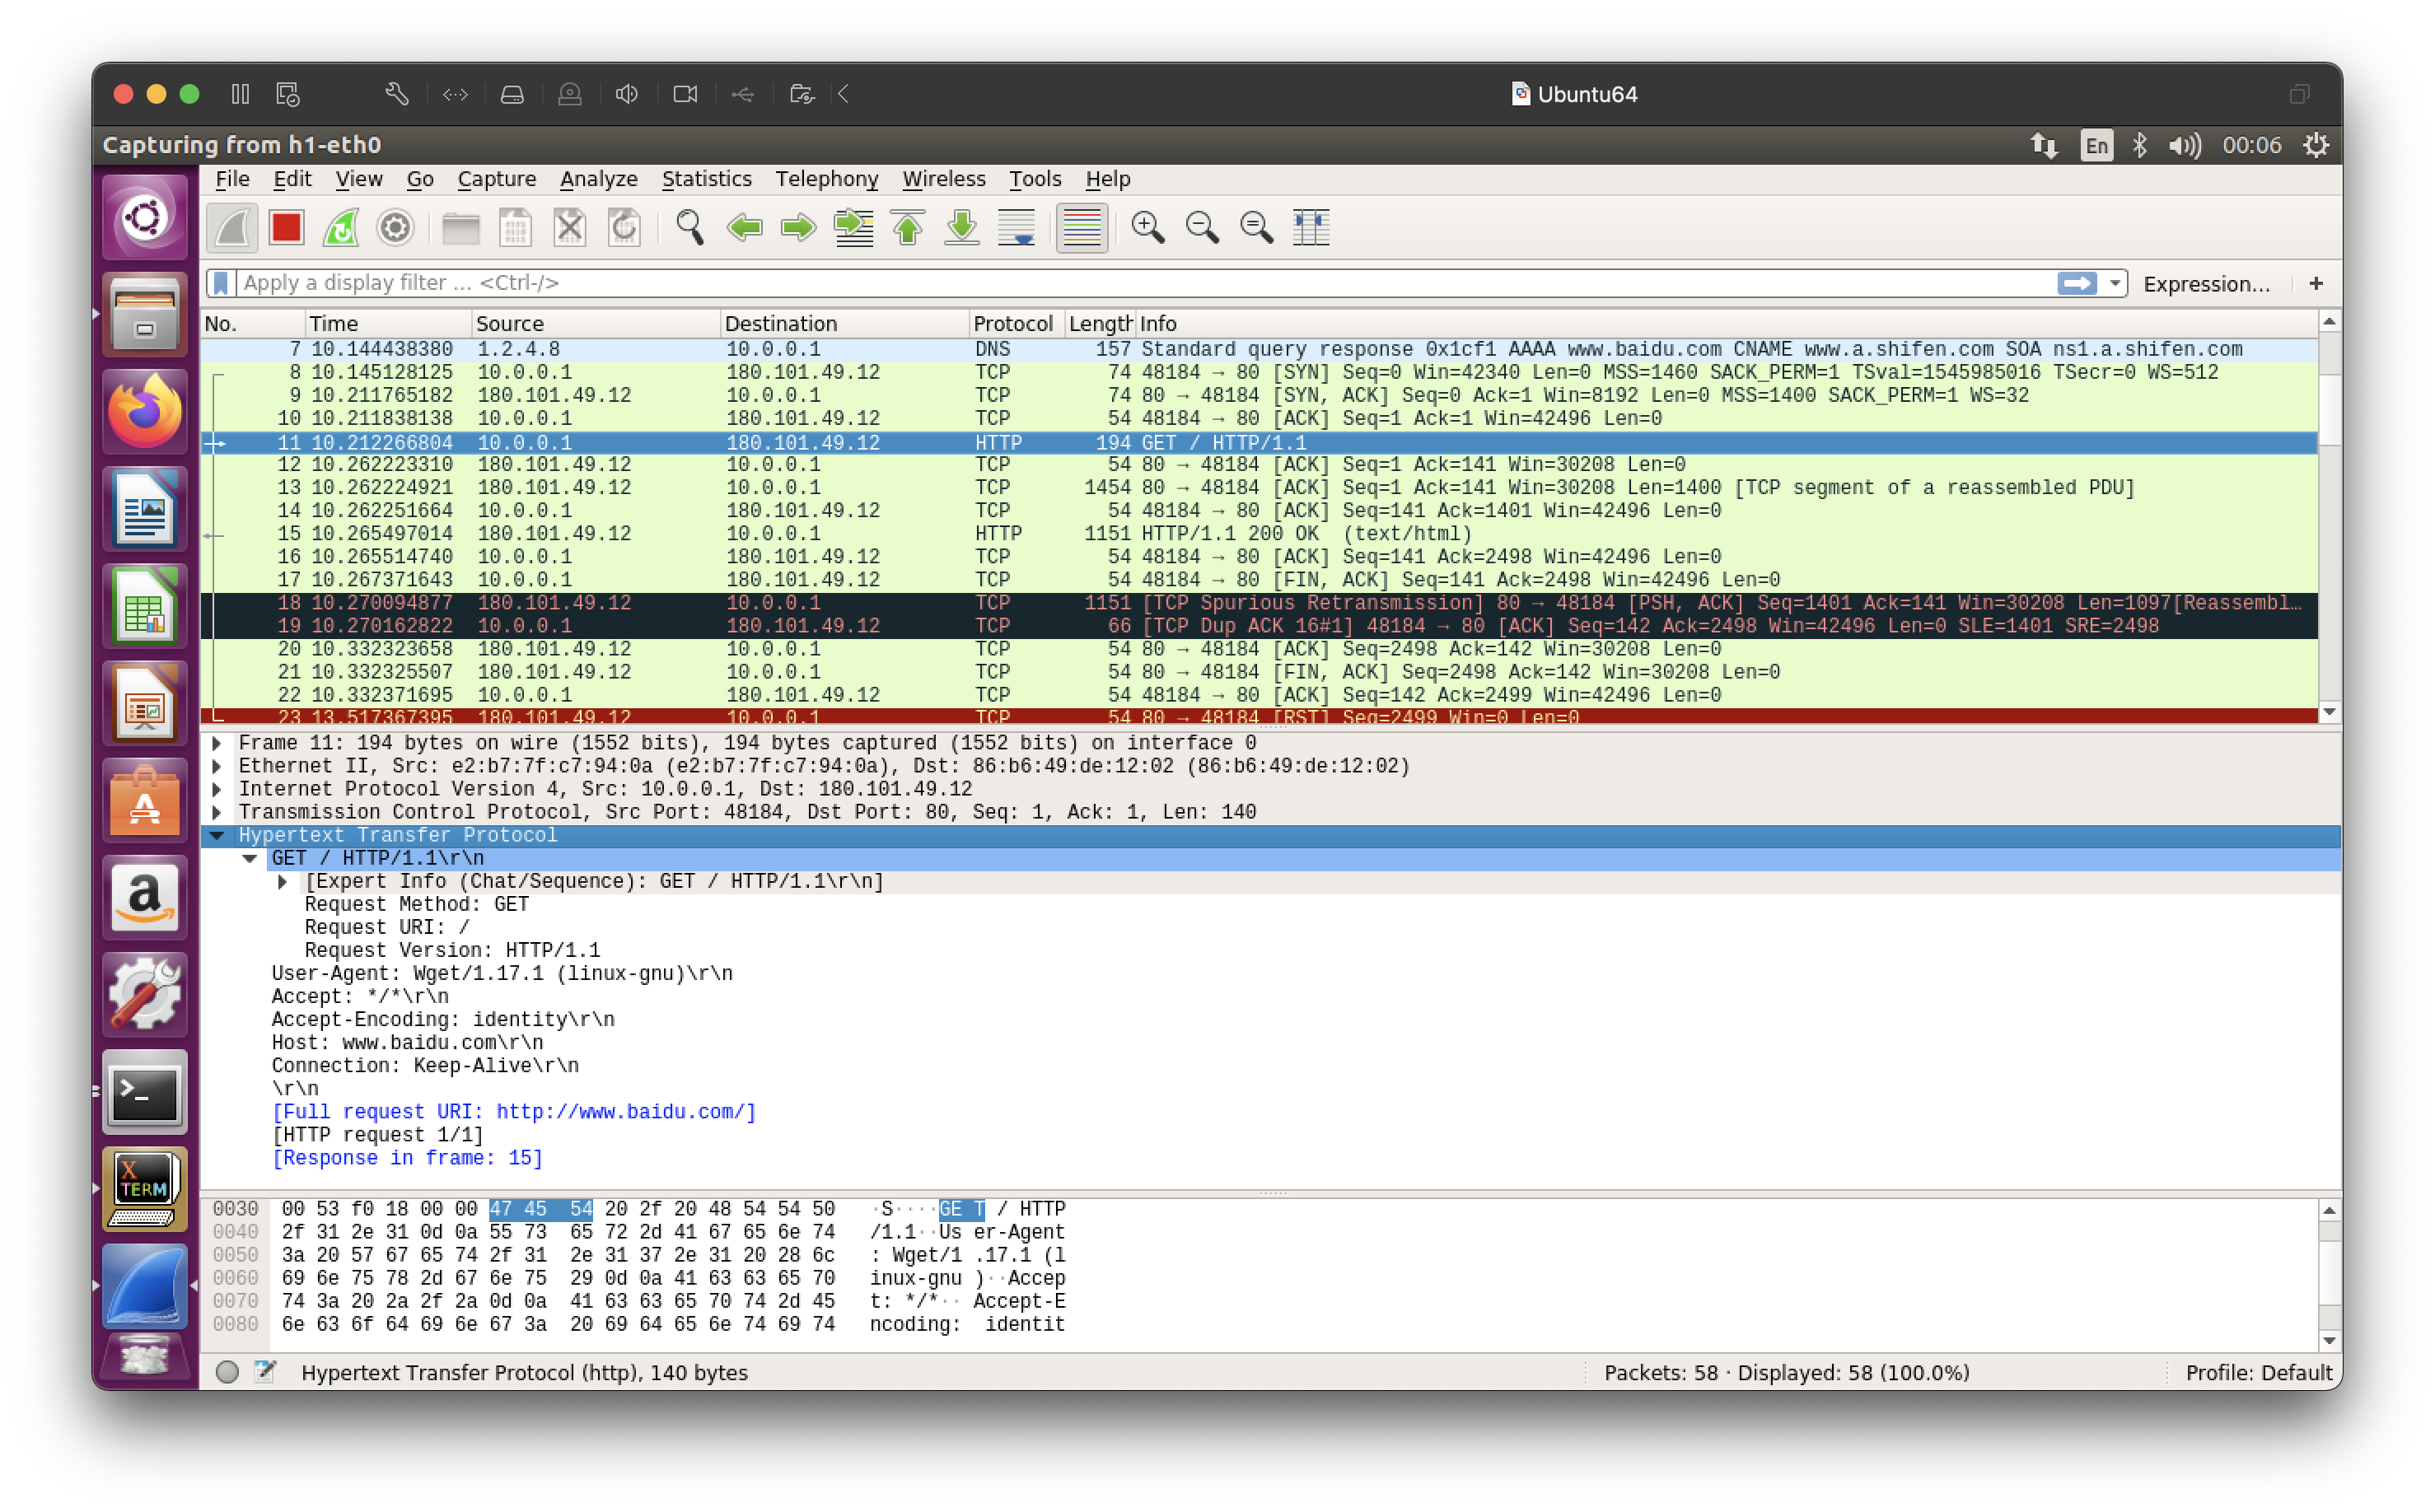 Ubuntu64
Capturing from h1-eth0
En
00:06
File Edit View Go Capture Analyze Statistics Telephony Wireless Tools Help
Apply a display filter ... <Ctrl-/>
Expression...
+
No. Time Source Destination Protocol Length Info
7 10.144438380 1.2.4.8 10.0.0.1 DNS 157 Standard query response 0x1cf1 AAAA www.baidu.com CNAME www.a.shifen.com SOA ns1.a.shifen.com
8 10.145128125 10.0.0.1 180.101.49.12 TCP 74 48184 → 80 [SYN] Seq=0 Win=42340 Len=0 MSS=1460 SACK_PERM=1 TSval=1545985016 TSecr=0 WS=512
9 10.211765182 180.101.49.12 10.0.0.1 TCP 74 80 → 48184 [SYN, ACK] Seq=0 Ack=1 Win=8192 Len=0 MSS=1400 SACK_PERM=1 WS=32
10 10.211838138 10.0.0.1 180.101.49.12 TCP 54 48184 → 80 [ACK] Seq=1 Ack=1 Win=42496 Len=0
11 10.212266804 10.0.0.1 180.101.49.12 HTTP 194 GET / HTTP/1.1
12 10.262223310 180.101.49.12 10.0.0.1 TCP 54 80 → 48184 [ACK] Seq=1 Ack=141 Win=30208 Len=0
13 10.262224921 180.101.49.12 10.0.0.1 TCP 1454 80 → 48184 [ACK] Seq=1 Ack=141 Win=30208 Len=1400 [TCP segment of a reassembled PDU]
14 10.262251664 10.0.0.1 180.101.49.12 TCP 54 48184 → 80 [ACK] Seq=141 Ack=1401 Win=42496 Len=0
15 10.265497014 180.101.49.12 10.0.0.1 HTTP 1151 HTTP/1.1 200 OK (text/html)
16 10.265514740 10.0.0.1 180.101.49.12 TCP 54 48184 → 80 [ACK] Seq=141 Ack=2498 Win=42496 Len=0
17 10.267371643 10.0.0.1 180.101.49.12 TCP 54 48184 → 80 [FIN, ACK] Seq=141 Ack=2498 Win=42496 Len=0
18 10.270094877 180.101.49.12 10.0.0.1 TCP 1151 [TCP Spurious Retransmission] 80 → 48184 [PSH, ACK] Seq=1401 Ack=141 Win=30208 Len=1097[Reassembl...
19 10.270162822 10.0.0.1 180.101.49.12 TCP 66 [TCP Dup ACK 16#1] 48184 → 80 [ACK] Seq=142 Ack=2498 Win=42496 Len=0 SLE=1401 SRE=2498
20 10.332323658 180.101.49.12 10.0.0.1 TCP 54 80 → 48184 [ACK] Seq=2498 Ack=142 Win=30208 Len=0
21 10.332325507 180.101.49.12 10.0.0.1 TCP 54 80 → 48184 [FIN, ACK] Seq=2498 Ack=142 Win=30208 Len=0
22 10.332371695 10.0.0.1 180.101.49.12 TCP 54 48184 → 80 [ACK] Seq=142 Ack=2499 Win=42496 Len=0
23 13.517367395 180.101.49.12 10.0.0.1 TCP 54 80 → 48184 [RST] Seq=2499 Win=0 Len=0
Frame 11: 194 bytes on wire (1552 bits), 194 bytes captured (1552 bits) on interface 0
Ethernet II, Src: e2:b7:7f:c7:94:0a (e2:b7:7f:c7:94:0a), Dst: 86:b6:49:de:12:02 (86:b6:49:de:12:02)
Internet Protocol Version 4, Src: 10.0.0.1, Dst: 180.101.49.12
Transmission Control Protocol, Src Port: 48184, Dst Port: 80, Seq: 1, Ack: 1, Len: 140
Hypertext Transfer Protocol
GET / HTTP/1.1\r\n
[Expert Info (Chat/Sequence): GET / HTTP/1.1\r\n]
Request Method: GET
Request URI: /
Request Version: HTTP/1.1
User-Agent: Wget/1.17.1 (linux-gnu)\r\n
Accept: */*\r\n
Accept-Encoding: identity\r\n
Host: www.baidu.com\r\n
Connection: Keep-Alive\r\n
\r\n
[Full request URI: http://www.baidu.com/]
[HTTP request 1/1]
[Response in frame: 15]
X
TERM
0030 00 53 f0 18 00 00 47 45 54 20 2f 20 48 54 54 50 ·S····GE T / HTTP
0040 2f 31 2e 31 0d 0a 55 73 65 72 2d 41 67 65 6e 74 /1.1··Us er-Agent
0050 3a 20 57 67 65 74 2f 31 2e 31 37 2e 31 20 28 6c : Wget/1 .17.1 (l
0060 69 6e 75 78 2d 67 6e 75 29 0d 0a 41 63 63 65 70 inux-gnu )··Accep
0070 74 3a 20 2a 2f 2a 0d 0a 41 63 63 65 70 74 2d 45 t: */*·· Accept-E
0080 6e 63 6f 64 69 6e 67 3a 20 69 64 65 6e 74 69 74 ncoding: identit
Hypertext Transfer Protocol (http), 140 bytes
Packets: 58 · Displayed: 58 (100.0%)
Profile: Default